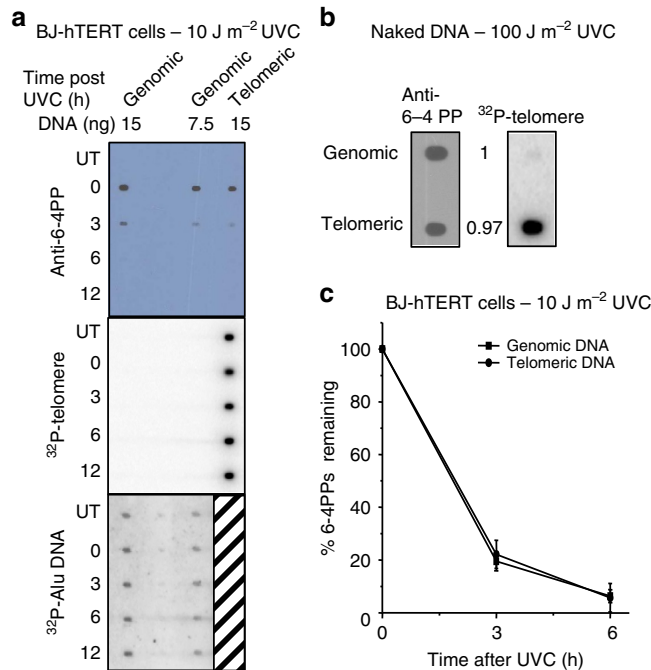 a
BJ-hTERT cells – 10 J m⁻² UVC
Time post
UVC (h)
Genomic
Genomic
Telomeric
DNA (ng) 15 7.5 15
Anti-6-4PP
UT
0
3
6
12
³²P-telomere
UT
0
3
6
12
³²P-Alu DNA
UT
0
3
6
12
b
Naked DNA – 100 J m⁻² UVC
Anti-
6–4 PP
³²P-telomere
Genomic 1
Telomeric 0.97
c
BJ-hTERT cells – 10 J m⁻² UVC
Genomic DNA
Telomeric DNA
% 6-4PPs remaining
100
80
60
40
20
0
0 3 6
Time after UVC (h)